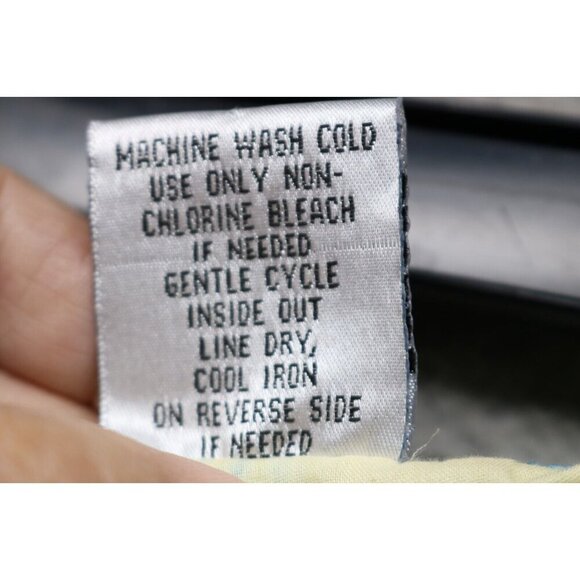 MACHINE WASH COLD
USE ONLY NON-
CHLORINE BLEACH
IF NEEDED
GENTLE CYCLE
INSIDE OUT
LINE DRY,
COOL IRON
ON REVERSE SIDE
IF NEEDED